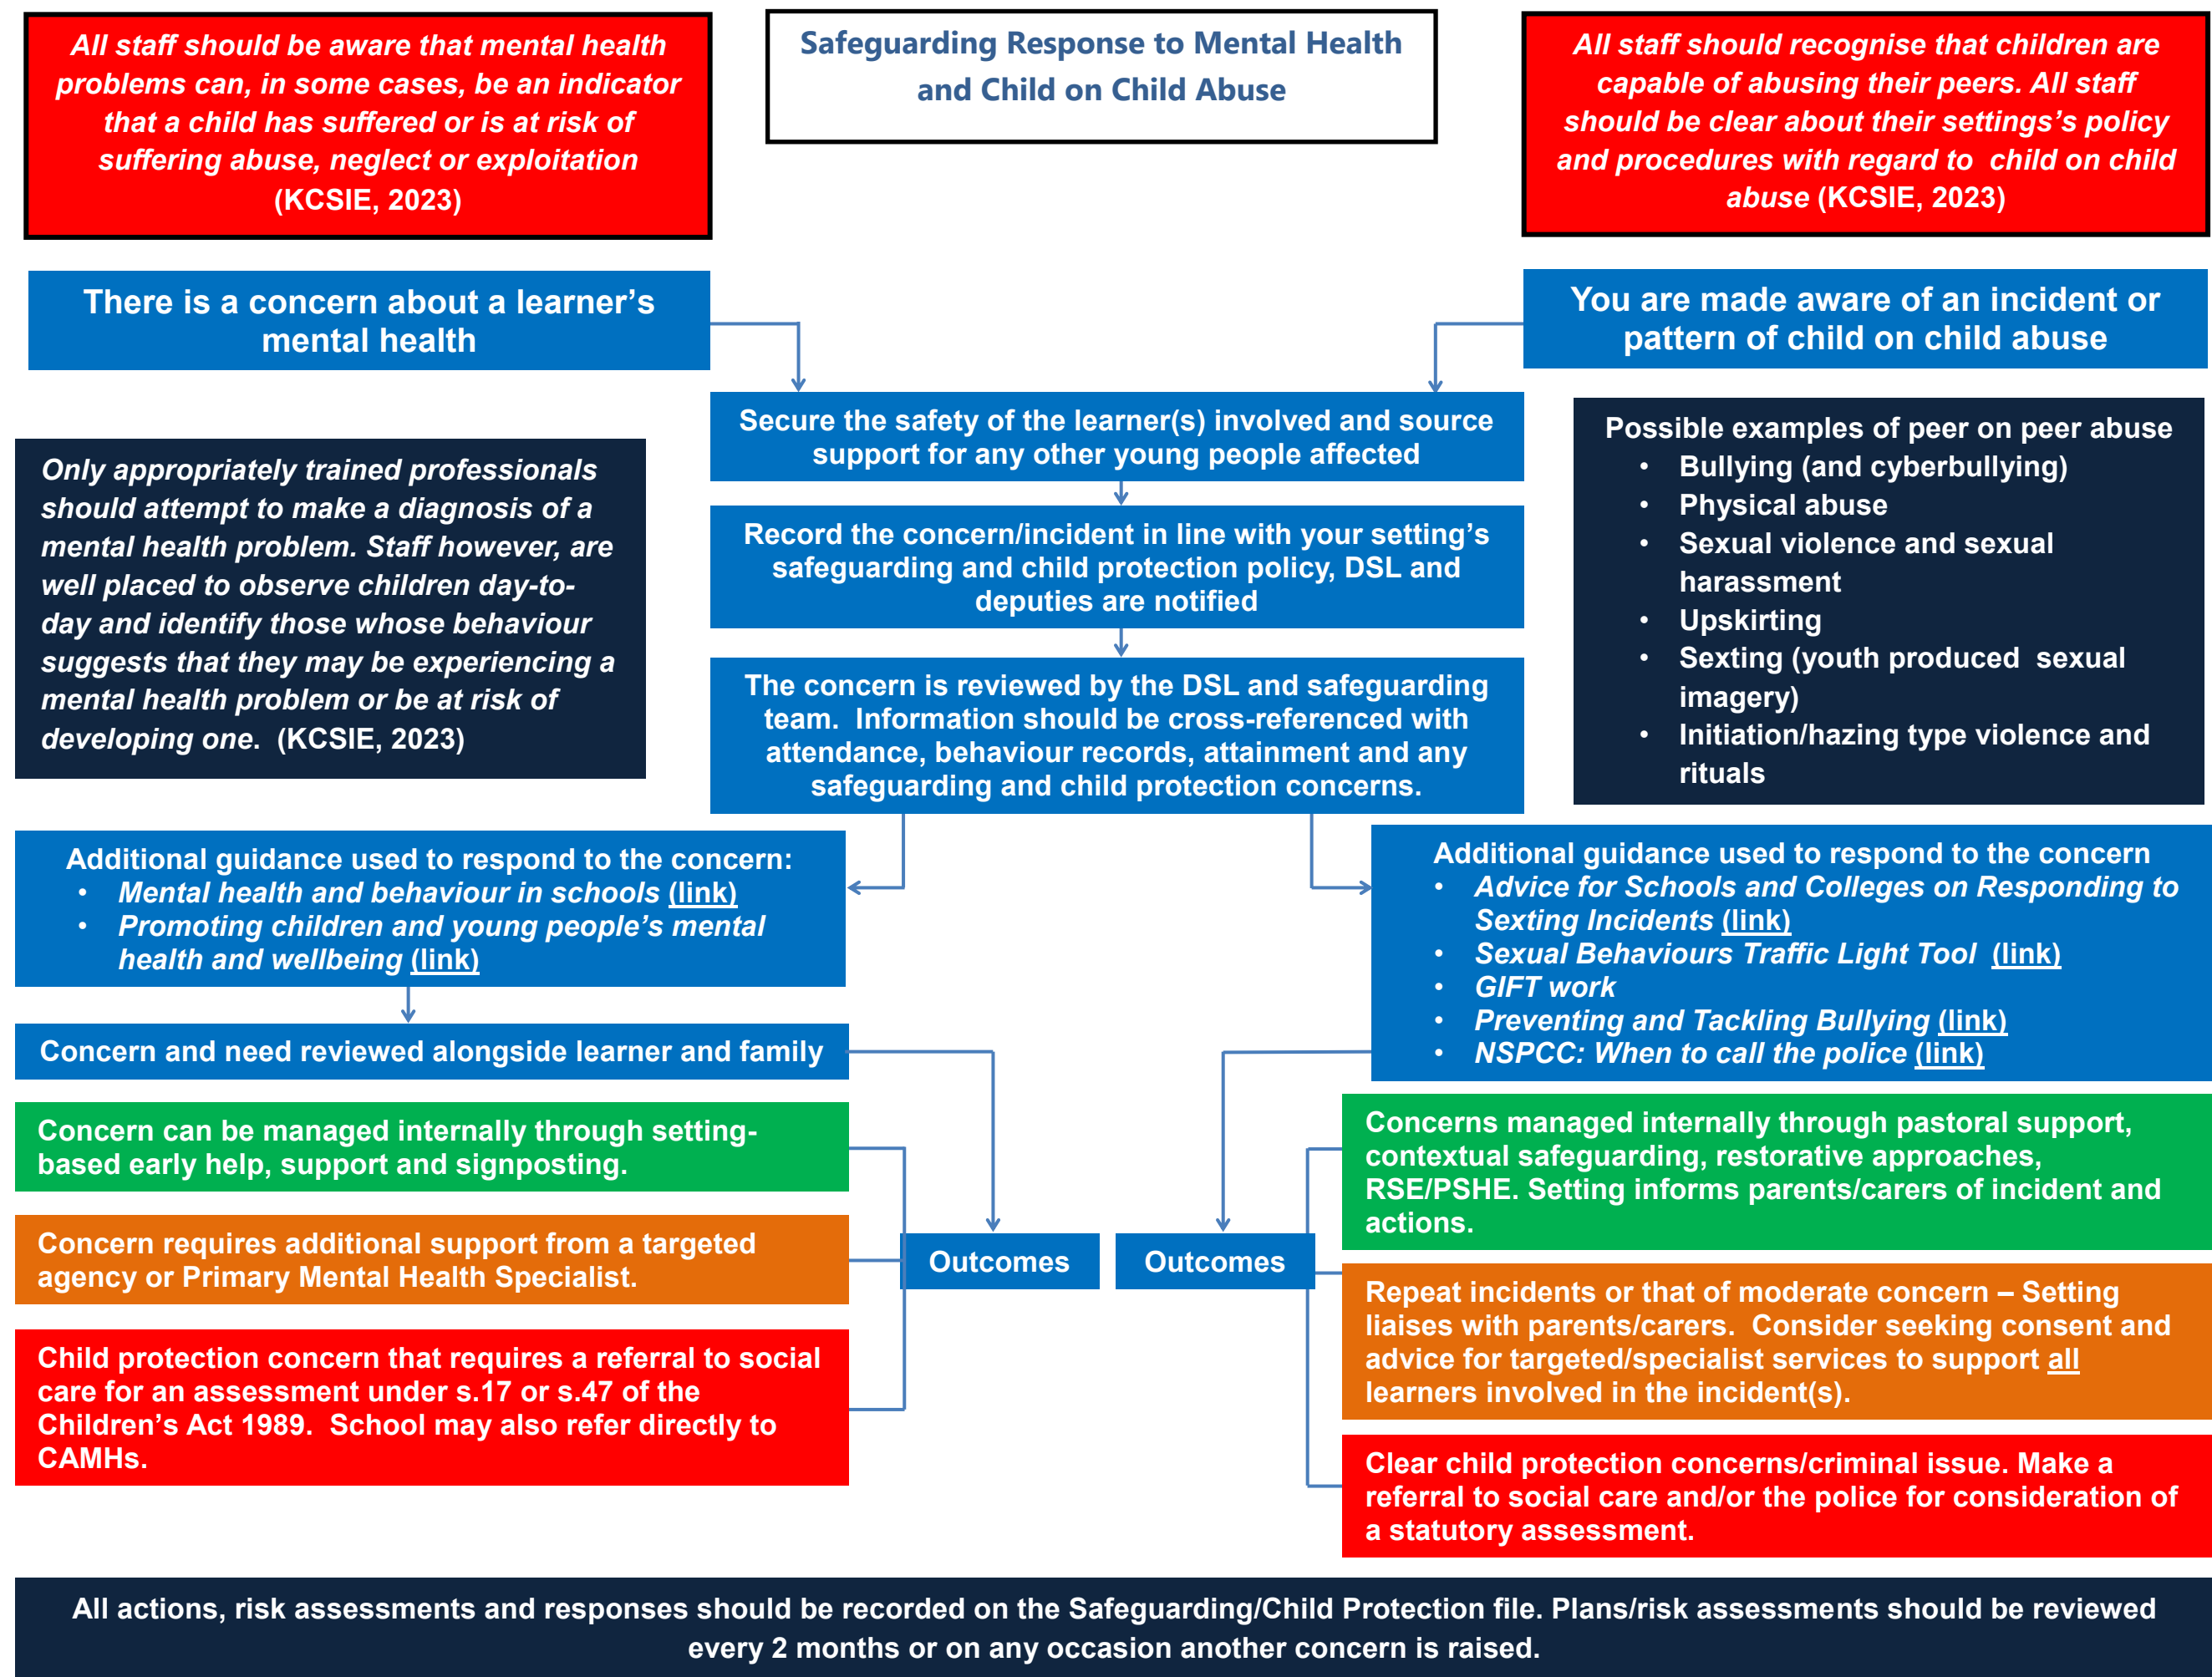 All staff should be aware that mental health
problems can, in some cases, be an indicator
that a child has suffered or is at risk of
suffering abuse, neglect or exploitation
(KCSIE, 2023)
Safeguarding Response to Mental Health
and Child on Child Abuse
All staff should recognise that children are
capable of abusing their peers. All staff
should be clear about their settings's policy
and procedures with regard to child on child
abuse (KCSIE, 2023)
There is a concern about a learner's
mental health
You are made aware of an incident or
pattern of child on child abuse
Secure the safety of the learner(s) involved and source
support for any other young people affected
Only appropriately trained professionals
should attempt to make a diagnosis of a
mental health problem. Staff however, are
well placed to observe children day-to-
day and identify those whose behaviour
suggests that they may be experiencing a
mental health problem or be at risk of
developing one. (KCSIE, 2023)
Record the concern/incident in line with your setting's
safeguarding and child protection policy, DSL and
deputies are notified
The concern is reviewed by the DSL and safeguarding
team. Information should be cross-referenced with
attendance, behaviour records, attainment and any
safeguarding and child protection concerns.
Possible examples of peer on peer abuse
• Bullying (and cyberbullying)
• Physical abuse
• Sexual violence and sexual
harassment
• Upskirting
• Sexting (youth produced sexual
imagery)
• Initiation/hazing type violence and
rituals
Additional guidance used to respond to the concern:
• Mental health and behaviour in schools (link)
• Promoting children and young people's mental
health and wellbeing (link)
Additional guidance used to respond to the concern
• Advice for Schools and Colleges on Responding to
Sexting Incidents (link)
• Sexual Behaviours Traffic Light Tool (link)
• GIFT work
• Preventing and Tackling Bullying (link)
• NSPCC: When to call the police (link)
Concern and need reviewed alongside learner and family
Concern can be managed internally through setting-
based early help, support and signposting.
Concern requires additional support from a targeted
agency or Primary Mental Health Specialist.
Child protection concern that requires a referral to social
care for an assessment under s.17 or s.47 of the
Children's Act 1989. School may also refer directly to
CAMHs.
Outcomes
Outcomes
Concerns managed internally through pastoral support,
contextual safeguarding, restorative approaches,
RSE/PSHE. Setting informs parents/carers of incident and
actions.
Repeat incidents or that of moderate concern – Setting
liaises with parents/carers. Consider seeking consent and
advice for targeted/specialist services to support all
learners involved in the incident(s).
Clear child protection concerns/criminal issue. Make a
referral to social care and/or the police for consideration of
a statutory assessment.
All actions, risk assessments and responses should be recorded on the Safeguarding/Child Protection file. Plans/risk assessments should be reviewed
every 2 months or on any occasion another concern is raised.